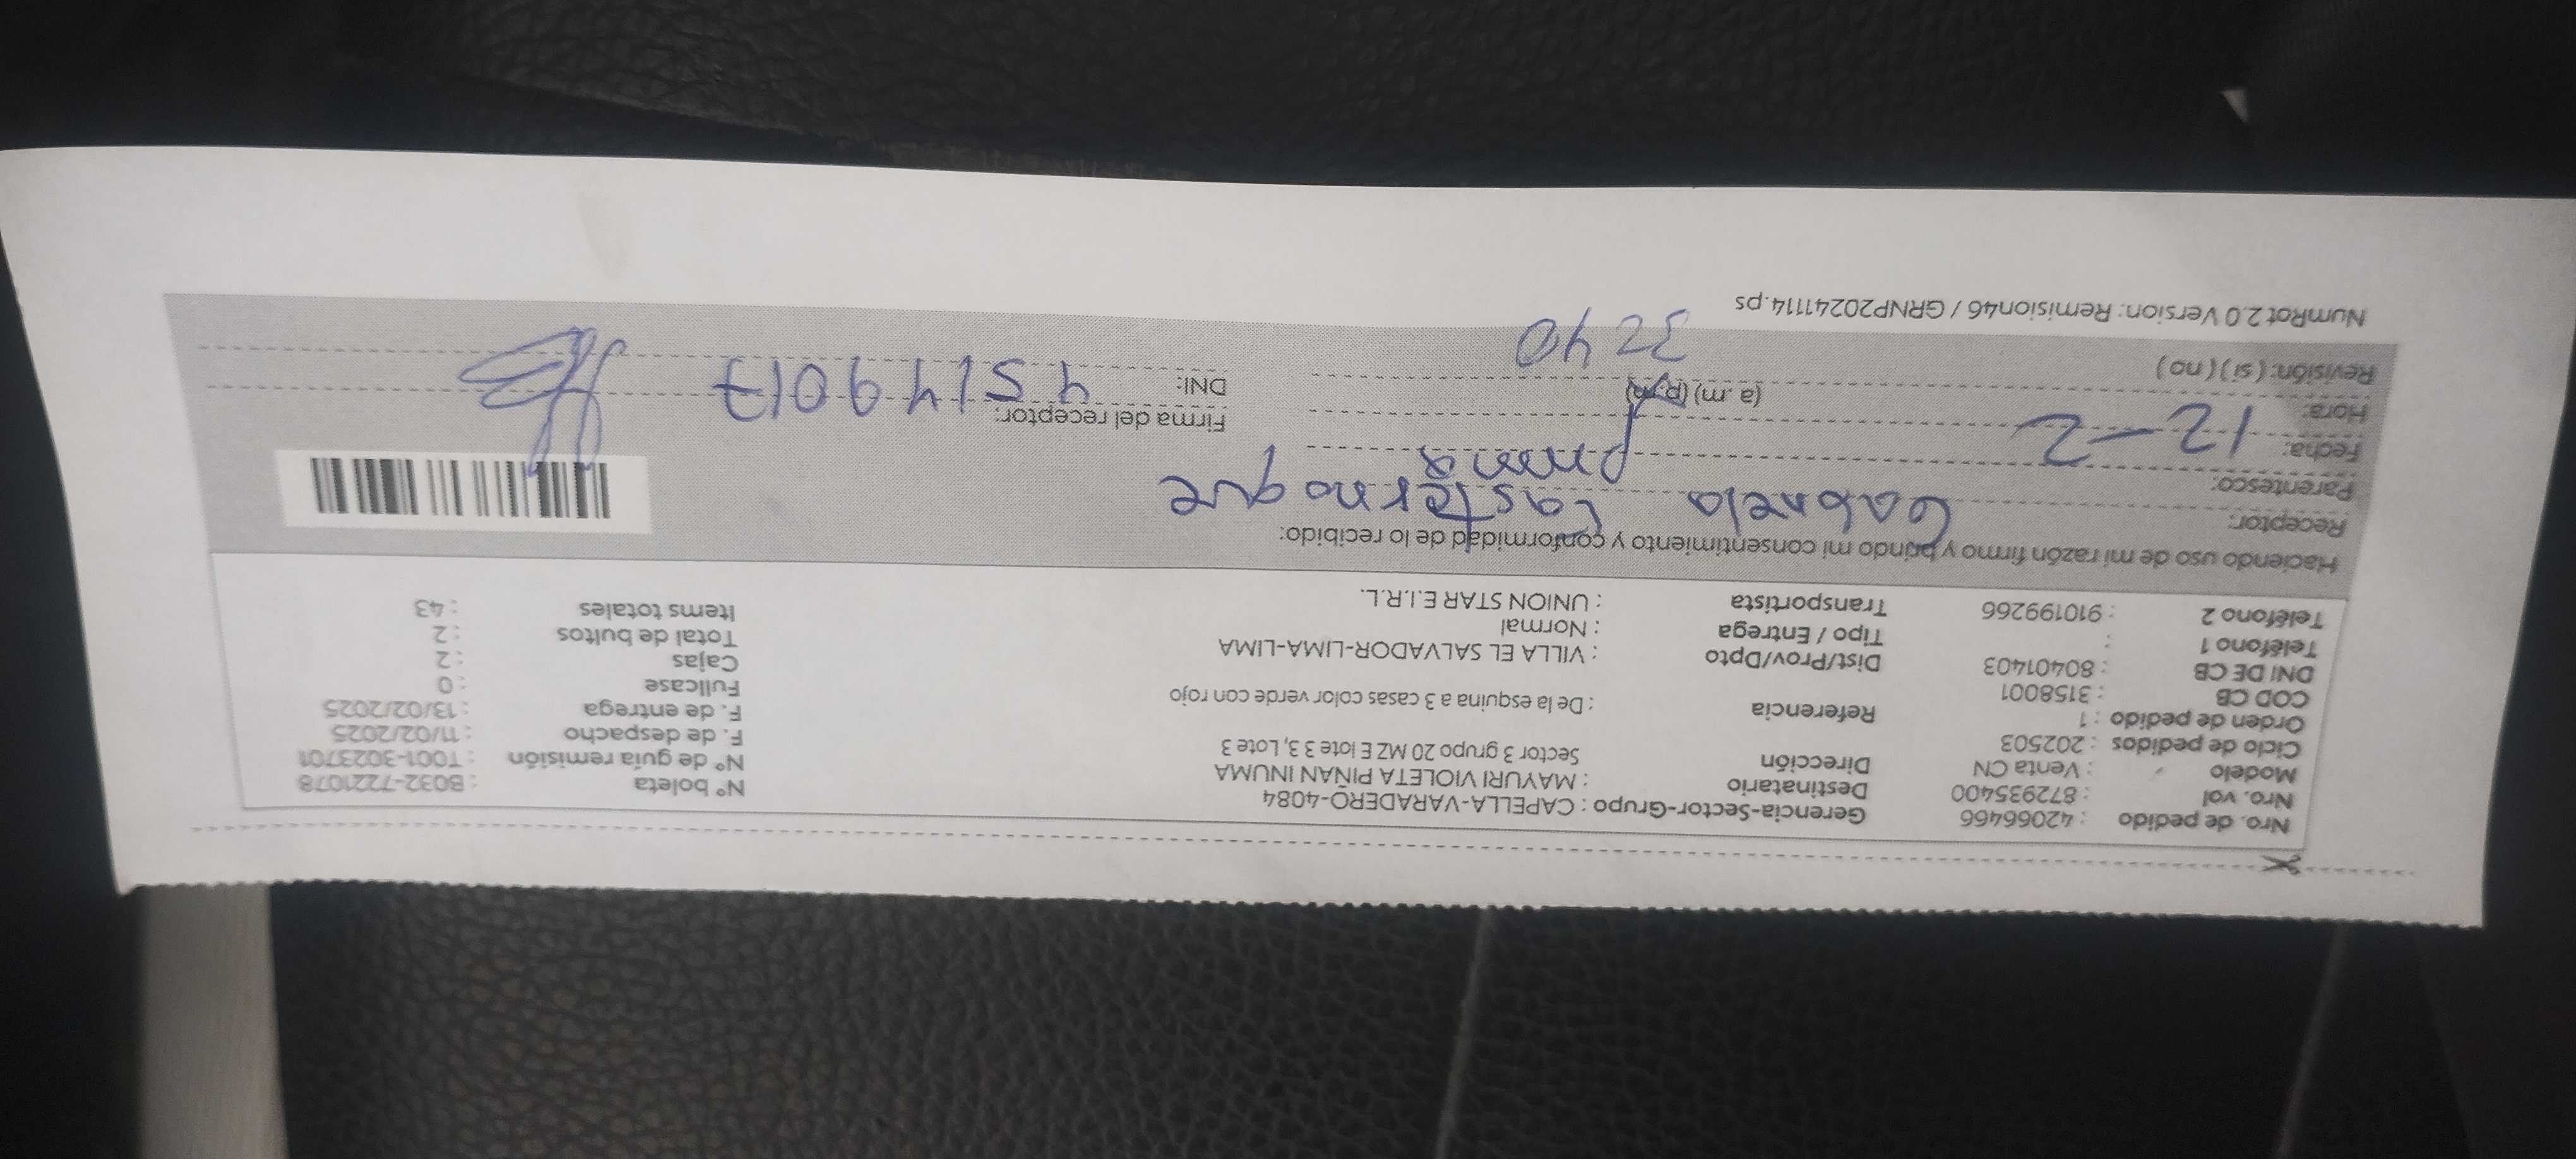 Nro. de pedido : 42066466
Nro. vol : 872935400
Modelo : Venta CN
Ciclo de pedidos : 202503
Orden de pedido : 1
COD CB : 3158001
DNI DE CB : 80401403
Teléfono 1 :
Teléfono 2 : 910199266
Gerencia-Sector-Grupo : CAPELLA-VARADERO-4084
Destinatario : MAYURI VIOLETA PIÑAN INUMA
Dirección Sector 3 grupo 20 MZ E lote 3 3, Lote 3
Referencia : De la esquina a 3 casas color verde con rojo
Dist/Prov/Dpto : VILLA EL SALVADOR-LIMA-LIMA
Tipo / Entrega : Normal
Transportista : UNION STAR E.I.R.L.
N° boleta : B032-7221078
N° de guía remisión : T001-3023701
F. de despacho : 11/02/2025
F. de entrega : 13/02/2025
Fullcase : 0
Cajas : 2
Total de bultos : 2
Items totales : 43
Haciendo uso de mi razón firmo y brindo mi consentimiento y conformidad de lo recibido:
Receptor: Gabriela
Parentesco: prima
Fecha: 12-2
Hora: (a.m) (p.m)
Revisión: ( si ) ( no )
Firma del receptor:
DNI:
NumRot 2.0 Version: Remision46 / GRNP20241114.ps